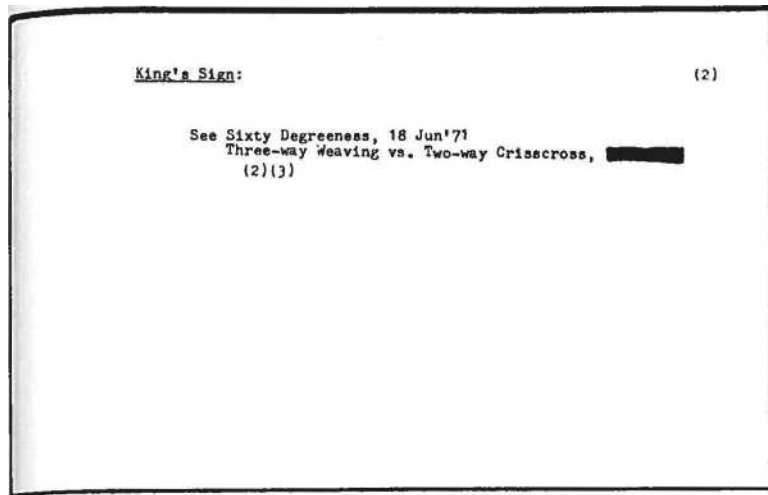 King's Sign: (2)
See Sixty Degreeness, 18 Jun'71
Three-way Weaving vs. Two-way Crisscross,
(2)(3)